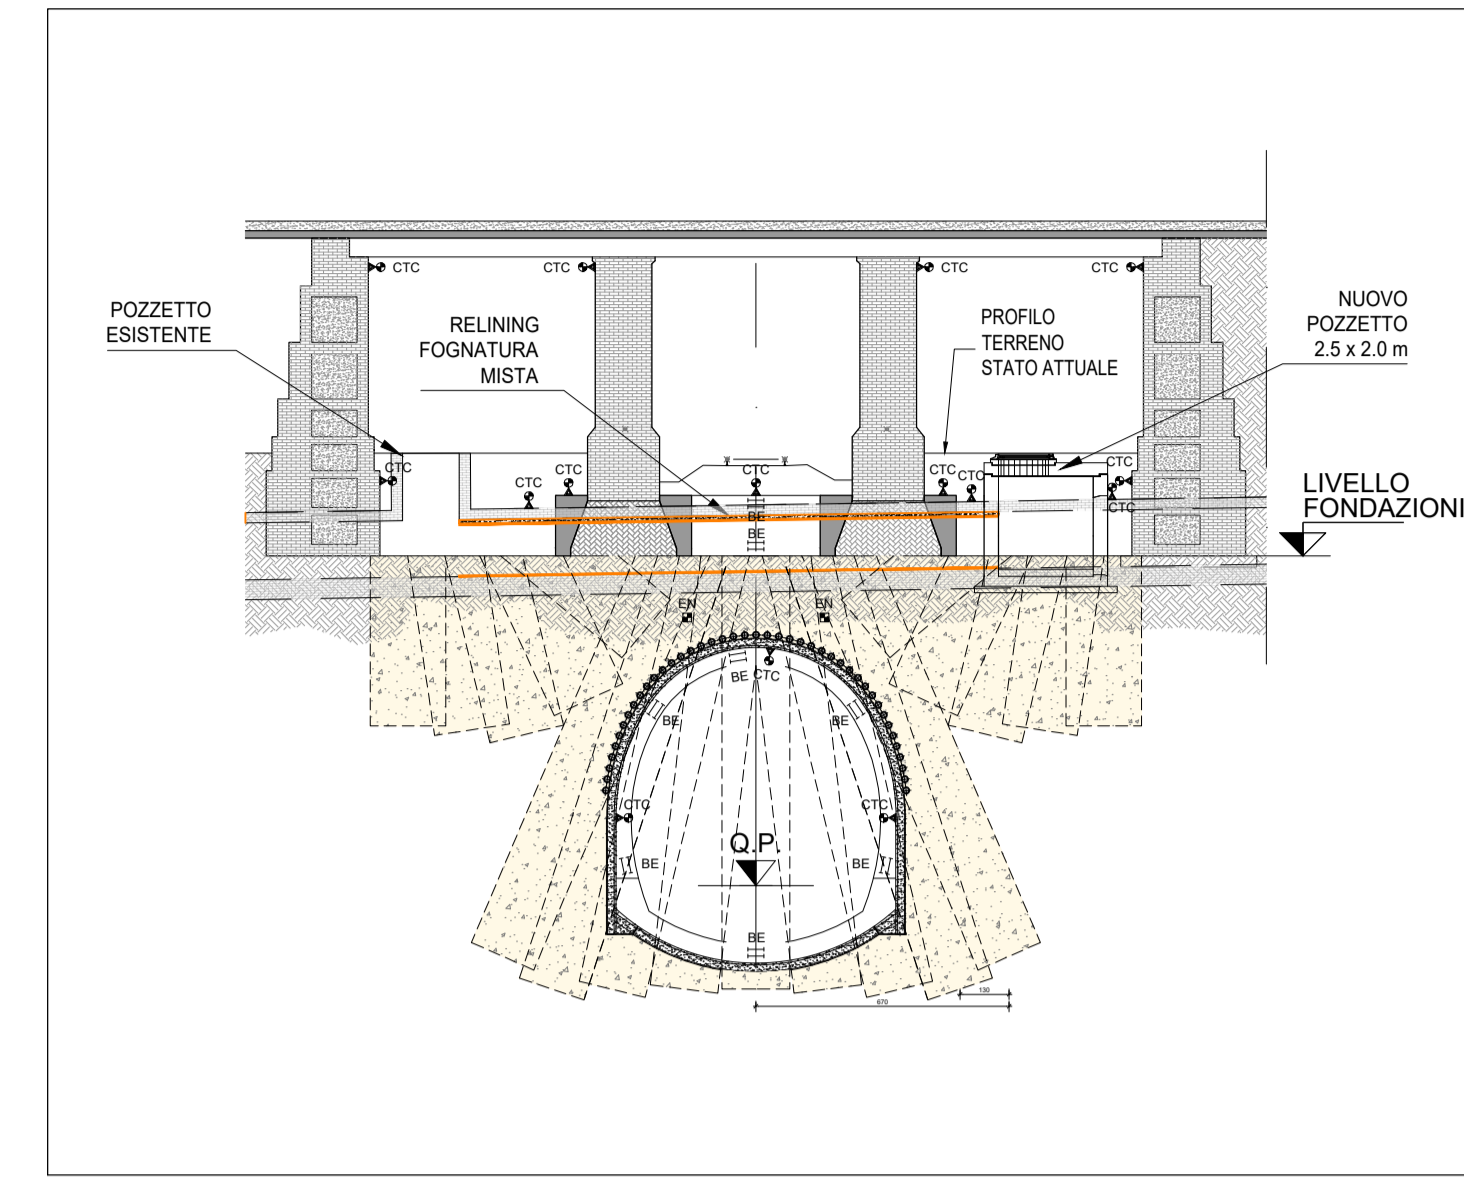 CTC
CTC
CTC
CTC
POZZETTO
ESISTENTE
RELINING
FOGNATURA
MISTA
PROFILO
TERRENO
STATO ATTUALE
NUOVO
POZZETTO
2.5 x 2.0 m
CTC
CTC
CTC
CTC
CTC
CTC
CTC
CTC
LIVELLO
FONDAZIONI
BE
BE
EN
EN
BE
CTC
BE
BE
CTC
CTC
Q.P.
BE
BE
BE
130
670